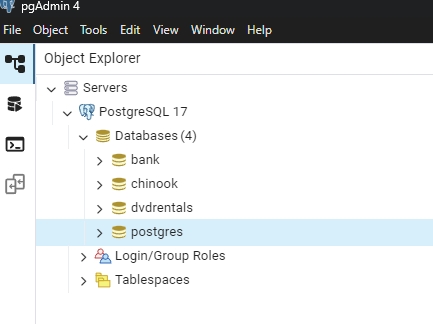 pgAdmin 4
File Object Tools Edit View Window Help
Object Explorer
Servers
PostgreSQL 17
Databases (4)
bank
chinook
dvdrentals
postgres
Login/Group Roles
Tablespaces